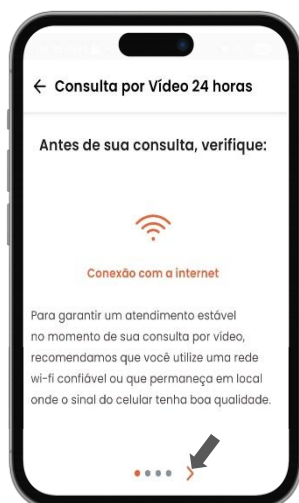 ← Consulta por Vídeo 24 horas
Antes de sua consulta, verifique:
Conexão com a internet
Para garantir um atendimento estável
no momento de sua consulta por vídeo,
recomendamos que você utilize uma rede
wi-fi confiável ou que permaneça em local
onde o sinal do celular tenha boa qualidade.